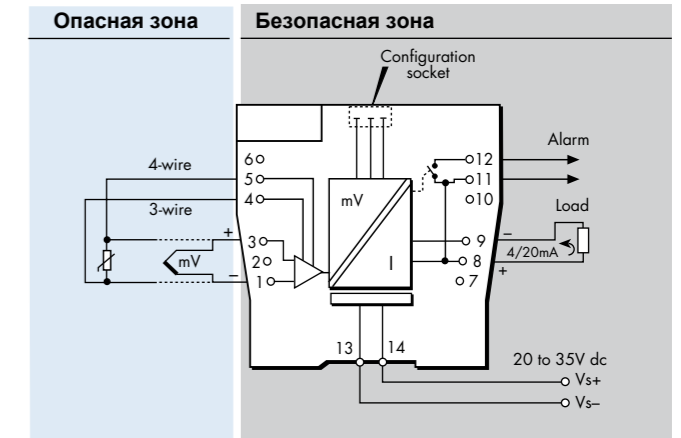 Опасная зона
Безопасная зона
Configuration
socket
4-wire
3-wire
6
5
4
+
3
mV
2
–
1
mV
I
12
11
10
Alarm
Load
–
9
4/20mA
8
+
7
13
14
20 to 35V dc
Vs+
Vs–